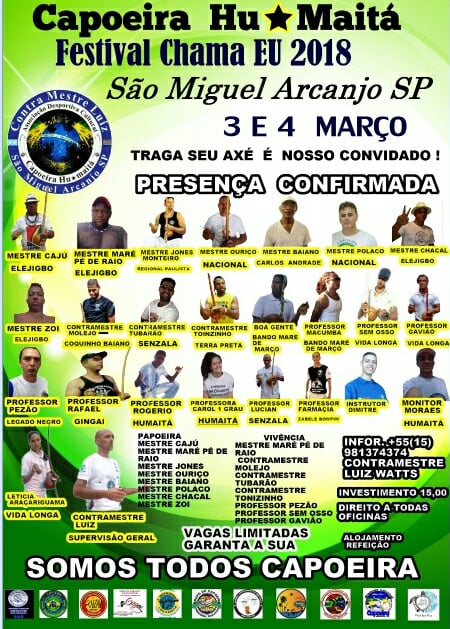 Capoeira Hu★Maitá
Festival Chama EU 2018
São Miguel Arcanjo SP
3 E 4 MARÇO
TRAGA SEU AXÉ É NOSSO CONVIDADO !
PRESENÇA CONFIRMADA
Contra Mestre Luiz
Associação Desportiva Cultural
Capoeira Hu★maitá
São Miguel Arcanjo SP
MESTRE CAJÚ
ELEJIGBO
MESTRE MARÉ
PÉ DE RAIO
ELEJIGBO
MESTRE JONES
MONTEIRO
REGIONAL PAULISTA
MESTRE OURIÇO
NACIONAL
MESTRE BAIANO
CARLOS ANDRADE
MESTRE POLACO
NACIONAL
MESTRE CHACAL
ELEJIGBO
MESTRE ZOI
ELEJIGBO
CONTRAMESTRE
MOLEJO
COQUINHO BAIANO
CONTRAMESTRE
TUBARÃO
SENZALA
CONTRAMESTRE
TOINZINHO
TERRA PRETA
BOA GENTE
BANDO MARE
DE MARÇO
PROFESSOR
MACUMBA
BANDO MARÉ DE
MARÇO
PROFESSOR
SEM OSSO
VIDA LONGA
PROFESSOR
GAVIÃO
VIDA LONGA
PROFESSOR
PEZÃO
LEGADO NEGRO
PROFESSOR
RAFAEL
GINGAI
PROFESSOR
ROGERIO
HUMAITÁ
PROFESSORA
CAROL 1 GRAU
HUMAITÁ
PROFESSOR
LUCIAN
SENZALA
PROFESSOR
FARMAÇIA
ZABELE BONFIM
INSTRUTOR
DIMITRE
MONITOR
MORAES
HUMAITÁ
LETICIA
ARAÇARIGUAMA
VIDA LONGA
CONTRAMESTRE
LUIZ
SUPERVISÃO GERAL
PAPOEIRA
MESTRE CAJÚ
MESTRE MARÉ PÉ DE
RAIO
MESTRE JONES
MESTRE OURIÇO
MESTRE BAIANO
MESTRE POLACO
MESTRE CHACAL
MESTRE ZOI
VIVÊNCIA
MESTRE MARÉ PÉ DE
RAIO
CONTRAMESTRE
MOLEJO
CONTRAMESTRE
TUBARÃO
CONTRAMESTRE
TONIZINHO
PROFESSOR PEZÃO
PROFESSOR SEM OSSO
PROFESSOR GAVIÃO
INFOR.+55(15)
981374374
CONTRAMESTRE
LUIZ WATTS
INVESTIMENTO 15,00
DIREITO A TODAS
OFICINAS
ALOJAMENTO
REFEIÇÃO
VAGAS LIMITADAS
GARANTA A SUA
SOMOS TODOS CAPOEIRA